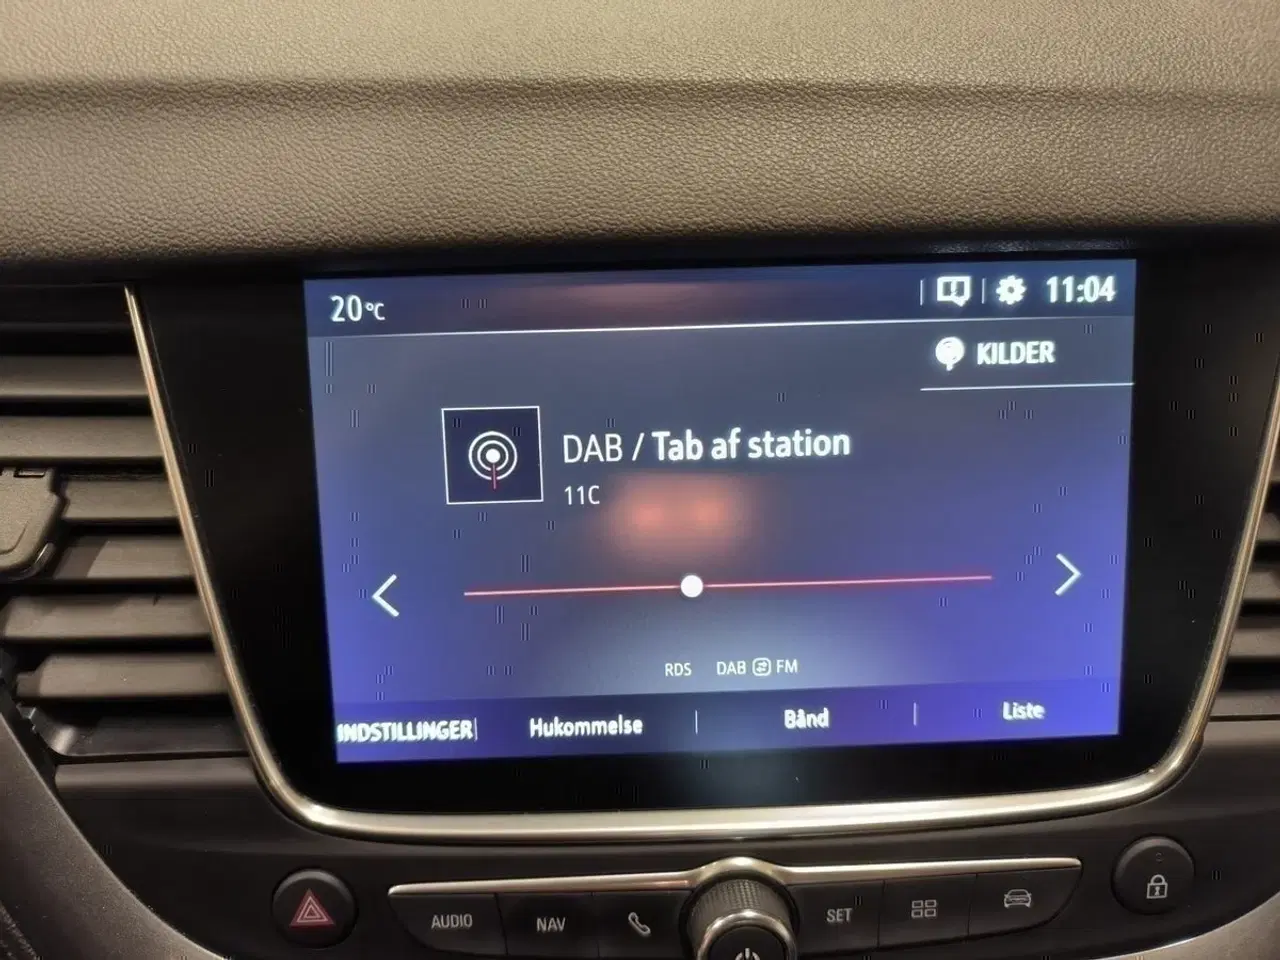 20°C
11:04
KILDER
DAB / Tab af station
11C
RDS DAB FM
INDSTILLINGER Hukommelse Bånd Liste
AUDIO NAV SET